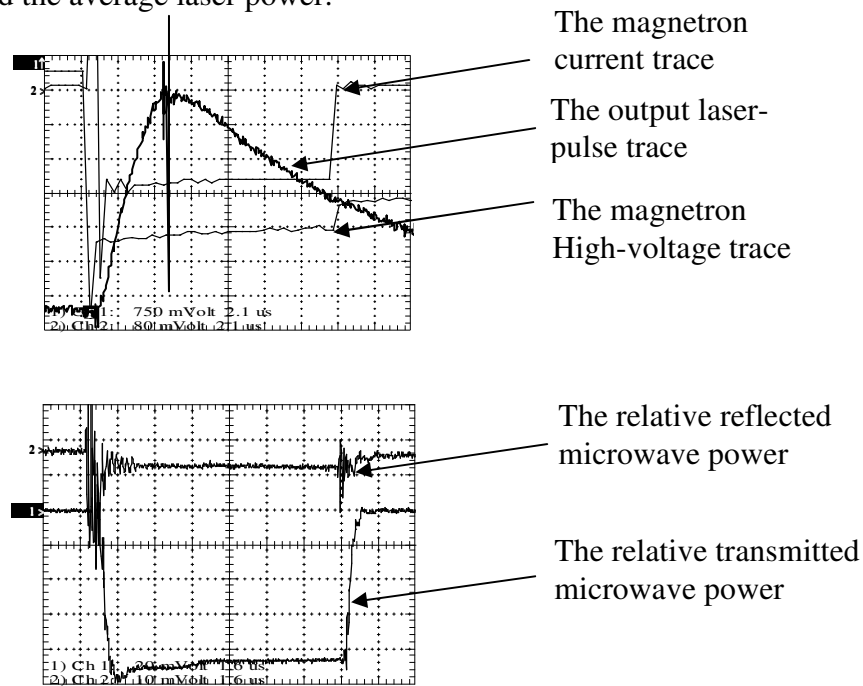 d the average laser power.
The magnetron
current trace
The output laser-
pulse trace
The magnetron
High-voltage trace
1
2
1) Ch 1: 750 mVolt 2.1 us
2) Ch 2: 80 mVolt 2.1 us
The relative reflected
microwave power
The relative transmitted
microwave power
2
1
1) Ch 1: 20 mVolt 1.6 us
2) Ch 2: 10 mVolt 1.6 us